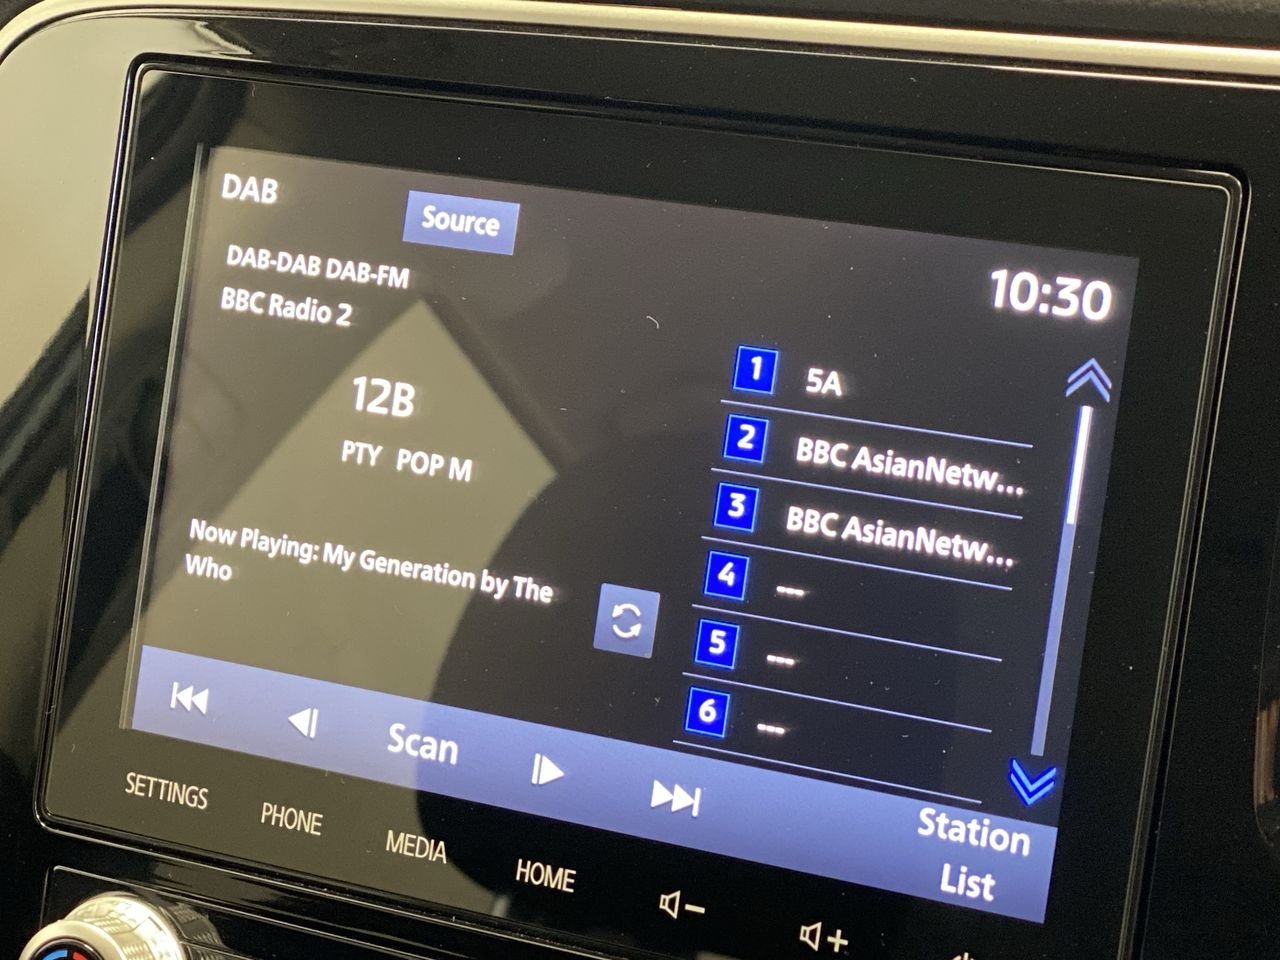 DAB
Source
DAB-DAB DAB-FM
BBC Radio 2
10:30
12B
PTY POP M
Now Playing: My Generation by The
Who
1 5A
2 BBC AsianNetw...
3 BBC AsianNetw...
4 ---
5 ---
6 ---
Scan
Station
List
SETTINGS
PHONE
MEDIA
HOME